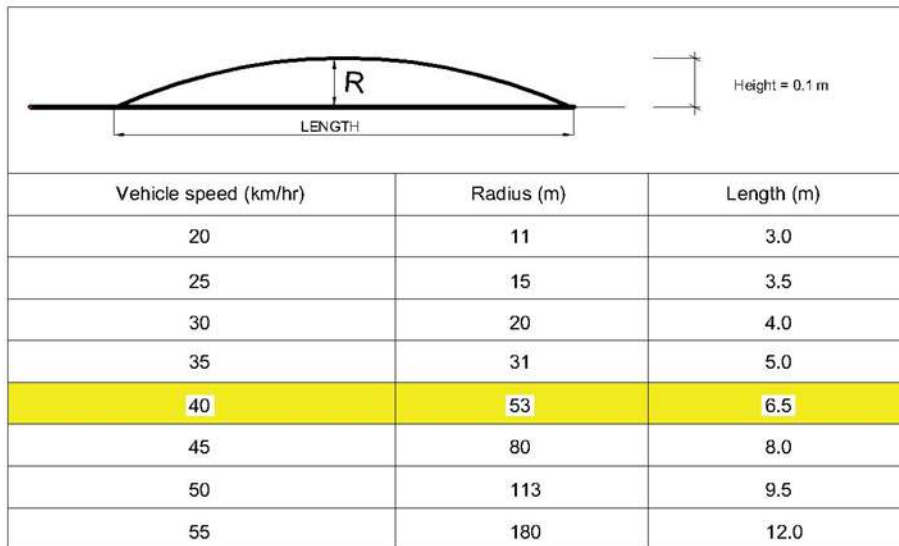 R
Height = 0.1 m
LENGTH
Vehicle speed (km/hr) Radius (m) Length (m)
20 11 3.0
25 15 3.5
30 20 4.0
35 31 5.0
40 53 6.5
45 80 8.0
50 113 9.5
55 180 12.0